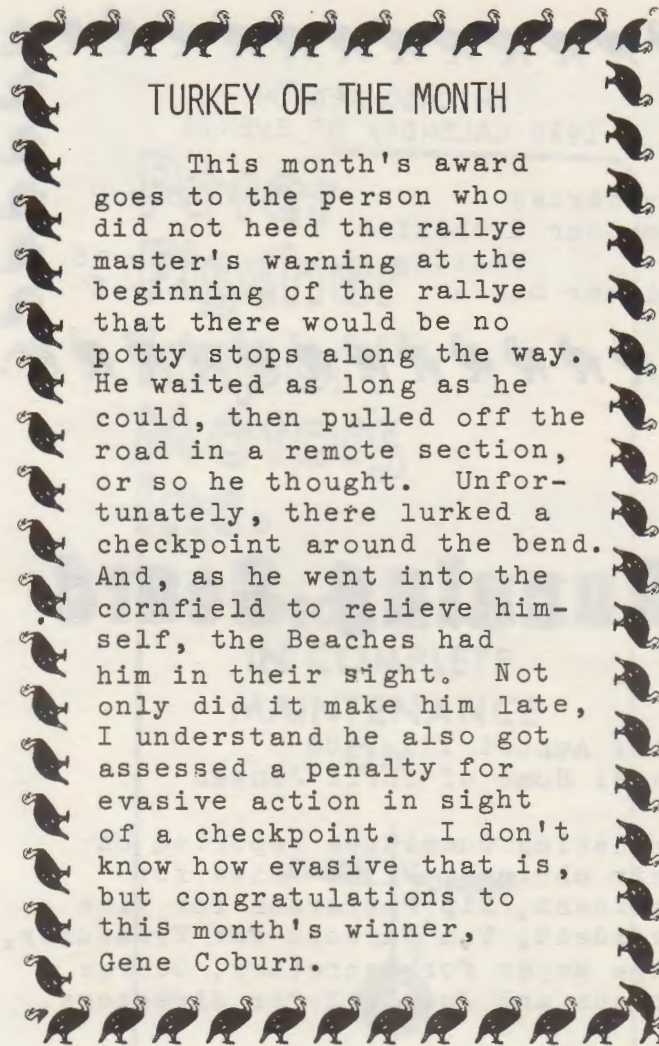 TURKEY OF THE MONTH
This month's award
goes to the person who
did not heed the rallye
master's warning at the
beginning of the rallye
that there would be no
potty stops along the way.
He waited as long as he
could, then pulled off the
road in a remote section,
or so he thought. Unfor-
tunately, there lurked a
checkpoint around the bend.
And, as he went into the
cornfield to relieve him-
self, the Beaches had
him in their sight. Not
only did it make him late,
I understand he also got
assessed a penalty for
evasive action in sight
of a checkpoint. I don't
know how evasive that is,
but congratulations to
this month's winner,
Gene Coburn.